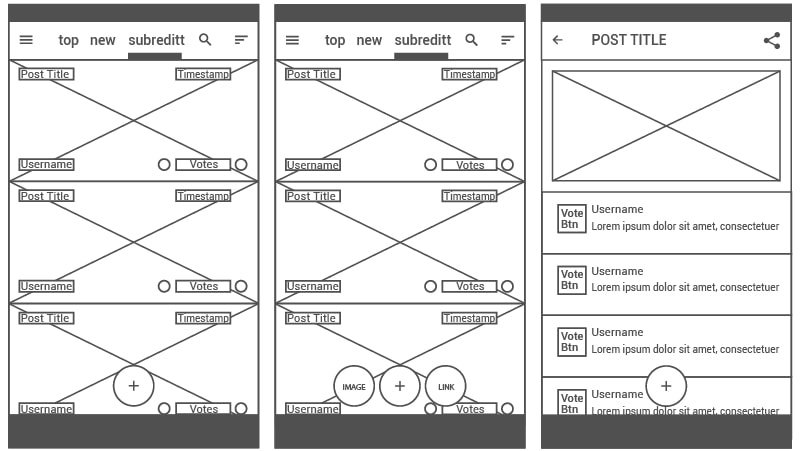 top new subreditt
Post Title Timestamp
Username Votes
Post Title Timestamp
Username Votes
Post Title Timestamp
+
Username Votes
top new subreditt
Post Title Timestamp
Username Votes
Post Title Timestamp
Username Votes
Post Title Timestamp
IMAGE + LINK
Username Votes
POST TITLE
Vote Btn
Username
Lorem ipsum dolor sit amet, consectetuer
Vote Btn
Username
Lorem ipsum dolor sit amet, consectetuer
Vote Btn
Username
Lorem ipsum dolor sit amet, consectetuer
+
Vote Btn
Username
Lorem ipsum dolor sit amet, consectetuer